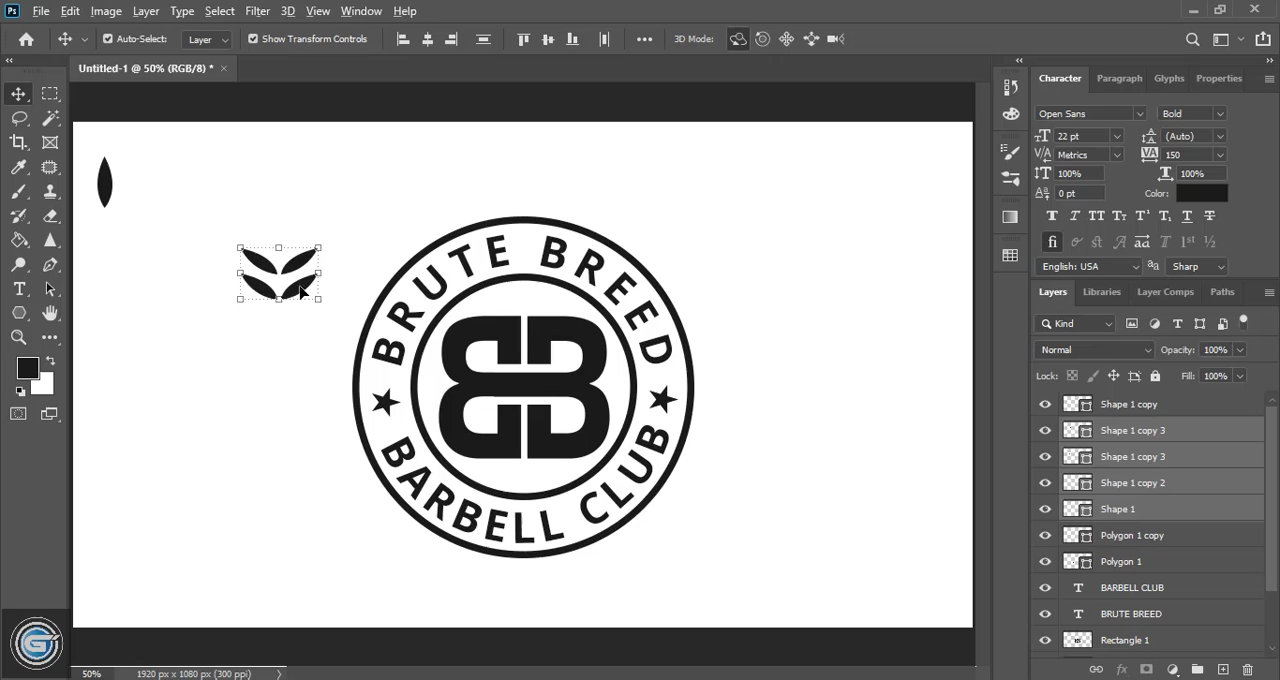 Ps File Edit Image Layer Type Select Filter 3D View Window Help
Auto-Select: Layer Show Transform Controls 3D Mode:
Untitled-1 @ 50% (RGB/8) * ×
Character Paragraph Glyphs Properties
Open Sans Bold
22 pt (Auto)
Metrics VA 150
100% 100%
0 pt Color:
English: USA Sharp
Layers Libraries Layer Comps Paths
Kind
Normal Opacity: 100%
Lock: Fill: 100%
Shape 1 copy
Shape 1 copy 3
Shape 1 copy 3
Shape 1 copy 2
Shape 1
Polygon 1 copy
Polygon 1
BARBELL CLUB
BRUTE BREED
Rectangle 1
BRUTE BREED
BB
BARBELL CLUB
50% 1920 px x 1080 px (300 ppi)